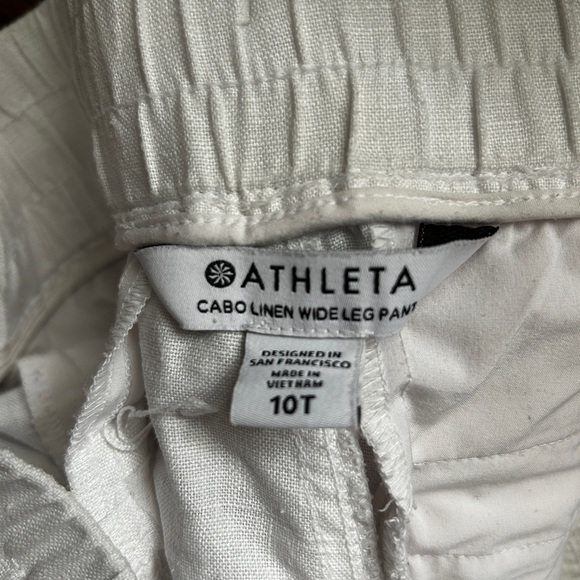 ATHLETA
CABO LINEN WIDE LEG PANT
DESIGNED IN
SAN FRANCISCO
MADE IN
VIETNAM
10T